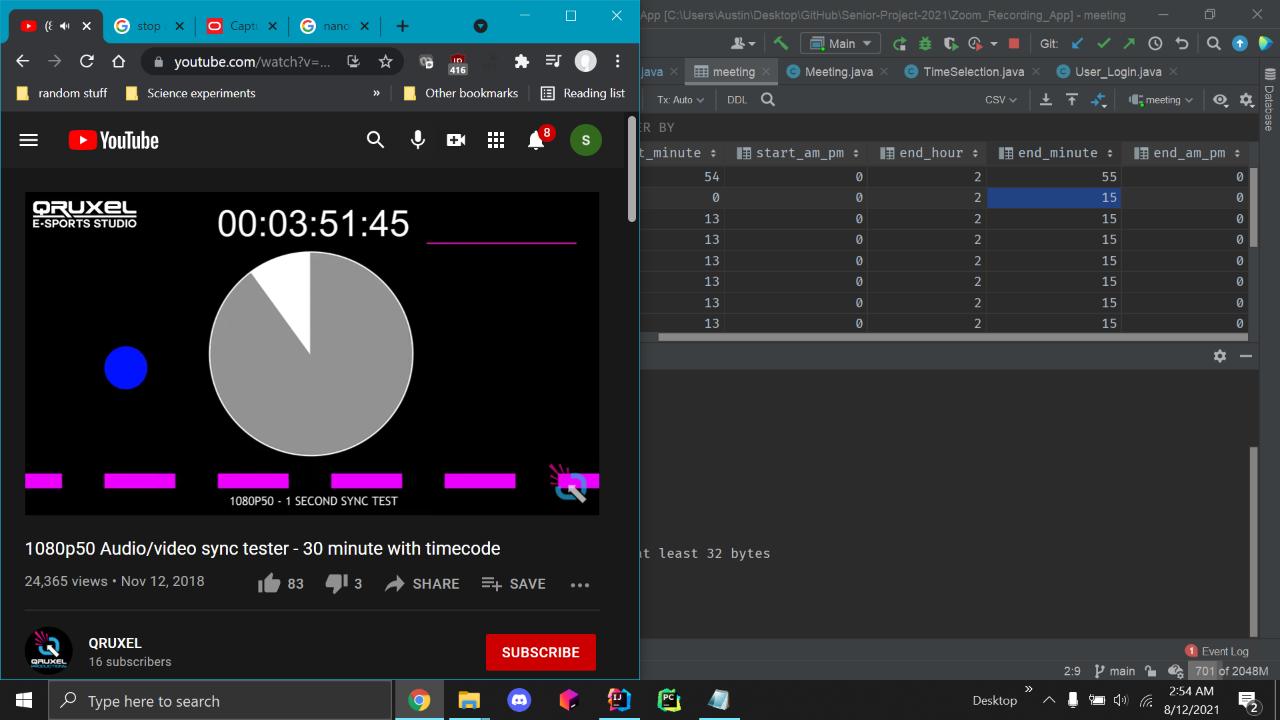 stop
Capt
nano
youtube.com/watch?v=...
416
random stuff
Science experiments
»
Other bookmarks
Reading list
YouTube
8
S
QRUXEL
E-SPORTS STUDIO
00:03:51:45
1080P50 - 1 SECOND SYNC TEST
1080p50 Audio/video sync tester - 30 minute with timecode
24,365 views • Nov 12, 2018
83
3
SHARE
SAVE
QRUXEL
PRODUCTIONS
QRUXEL
16 subscribers
SUBSCRIBE
App [C:\Users\Austin\Desktop\GitHub\Senior-Project-2021\Zoom_Recording_App] - meeting
Main
Git:
java
meeting
Meeting.java
TimeSelection.java
User_Login.java
Tx: Auto
DDL
CSV
meeting
Database
ER BY
t_minute start_am_pm end_hour end_minute end_am_pm
54 0 2 55 0
0 0 2 15 0
13 0 2 15 0
13 0 2 15 0
13 0 2 15 0
13 0 2 15 0
13 0 2 15 0
13 0 2 15 0
at least 32 bytes
1 Event Log
2:9 main 701 of 2048M
Type here to search
Desktop
»
2:54 AM
8/12/2021
2